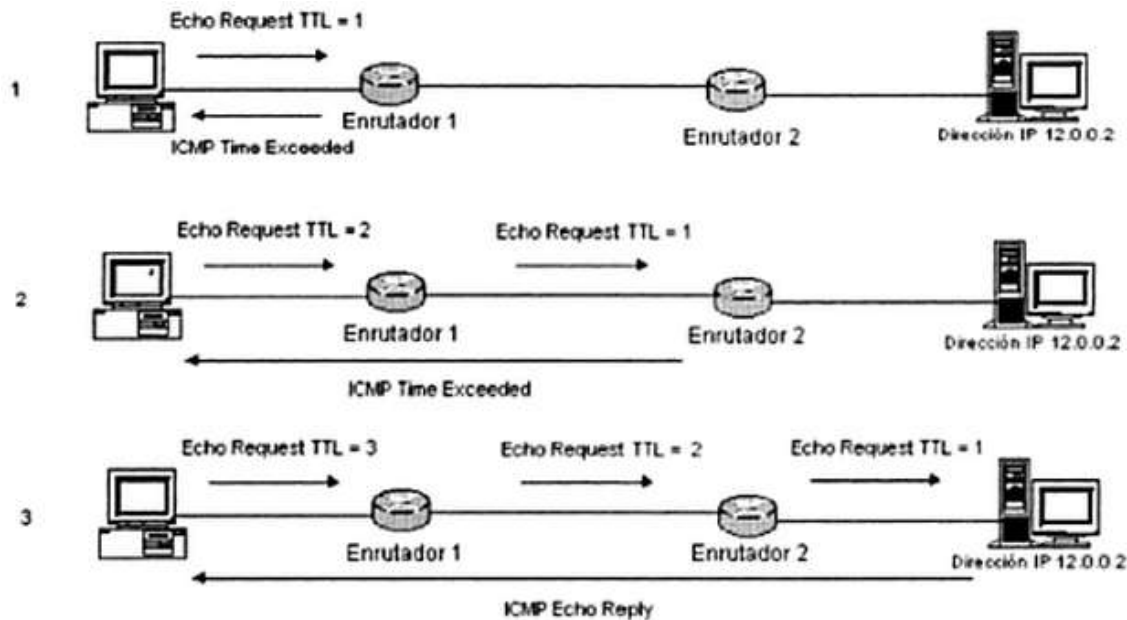 Echo Request TTL = 1
1
Enrutador 1
Enrutador 2
ICMP Time Exceeded
Dirección IP 12.0.0.2
Echo Request TTL = 2
Echo Request TTL = 1
2
Enrutador 1
Enrutador 2
Dirección IP 12.0.0.2
ICMP Time Exceeded
Echo Request TTL = 3
Echo Request TTL = 2
Echo Request TTL = 1
3
Enrutador 1
Enrutador 2
Dirección IP 12.0.0.2
ICMP Echo Reply